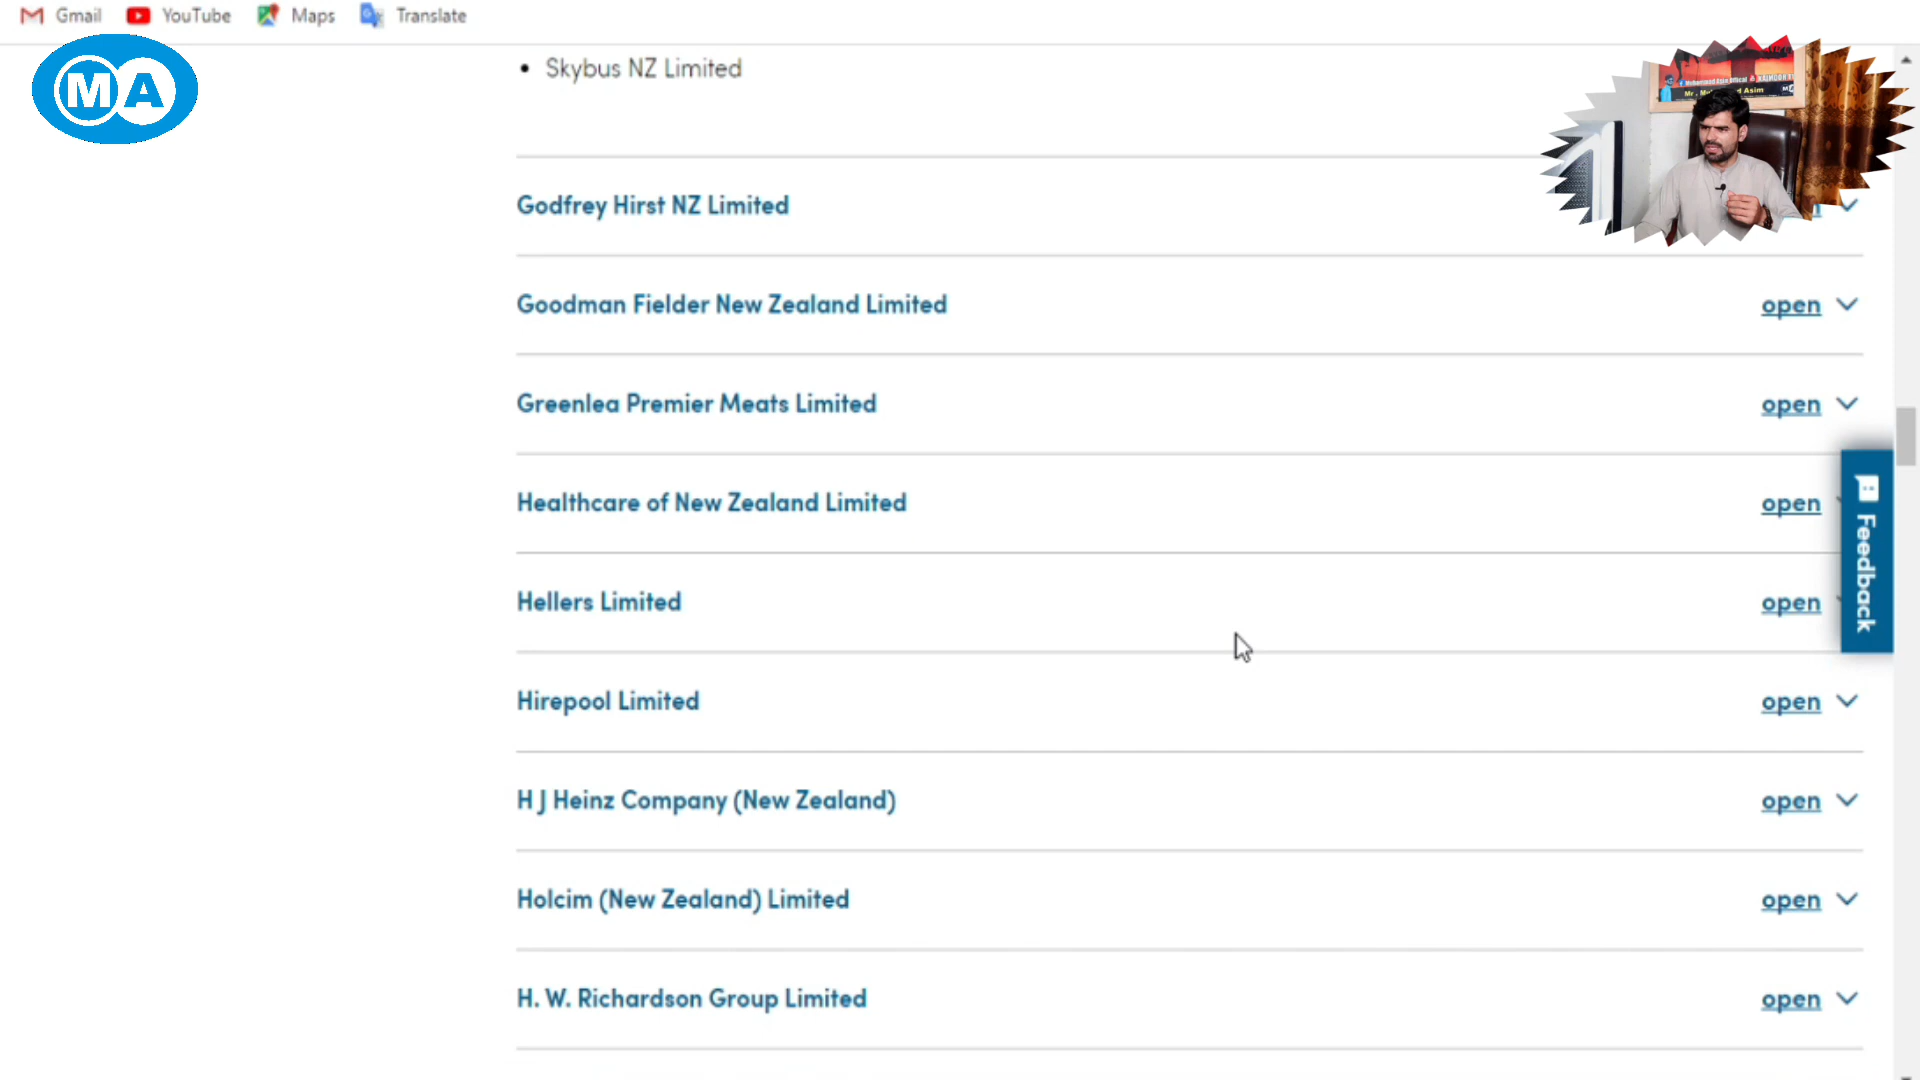 Gmail YouTube Maps Translate
MA
• Skybus NZ Limited
Godfrey Hirst NZ Limited
Goodman Fielder New Zealand Limited open
Greenlea Premier Meats Limited open
Healthcare of New Zealand Limited open
Hellers Limited open
Hirepool Limited open
H J Heinz Company (New Zealand) open
Holcim (New Zealand) Limited open
H. W. Richardson Group Limited open
Feedback